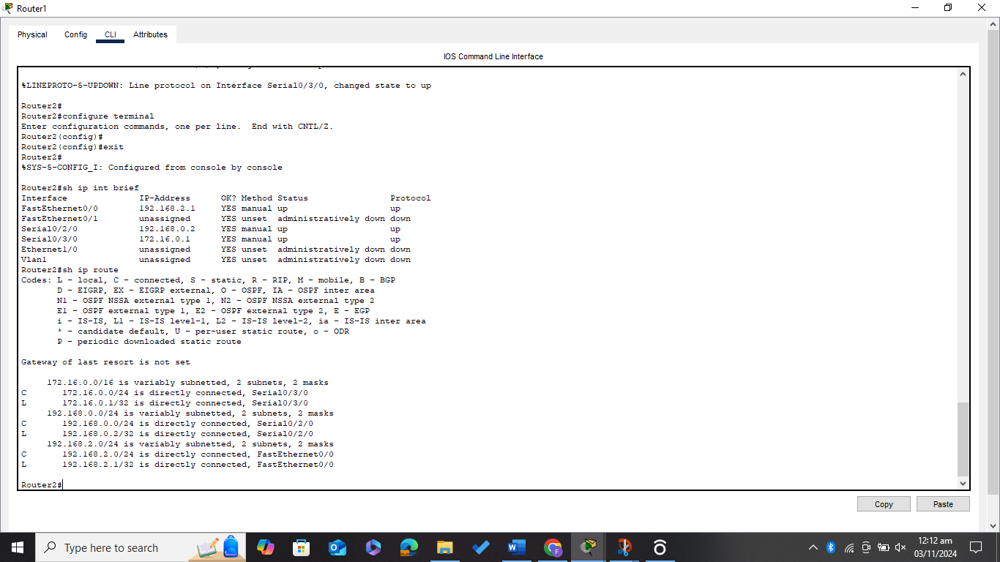 Router1
Physical Config CLI Attributes
IOS Command Line Interface
%LINEPROTO-5-UPDOWN: Line protocol on Interface Serial0/3/0, changed state to up
Router2#
Router2#configure terminal
Enter configuration commands, one per line.  End with CNTL/Z.
Router2(config)#
Router2(config)#exit
Router2#
%SYS-5-CONFIG_I: Configured from console by console
Router2#sh ip int brief
Interface              IP-Address      OK? Method Status                Protocol
FastEthernet0/0        192.168.2.1     YES manual up                    up
FastEthernet0/1        unassigned      YES unset  administratively down down
Serial0/2/0            192.168.0.2     YES manual up                    up
Serial0/3/0            172.16.0.1      YES manual up                    up
Ethernet1/0            unassigned      YES unset  administratively down down
Vlan1                  unassigned      YES unset  administratively down down
Router2#sh ip route
Codes: L - local, C - connected, S - static, R - RIP, M - mobile, B - BGP
       D - EIGRP, EX - EIGRP external, O - OSPF, IA - OSPF inter area
       N1 - OSPF NSSA external type 1, N2 - OSPF NSSA external type 2
       E1 - OSPF external type 1, E2 - OSPF external type 2, E - EGP
       i - IS-IS, L1 - IS-IS level-1, L2 - IS-IS level-2, ia - IS-IS inter area
       * - candidate default, U - per-user static route, o - ODR
       P - periodic downloaded static route
Gateway of last resort is not set
     172.16.0.0/16 is variably subnetted, 2 subnets, 2 masks
C       172.16.0.0/24 is directly connected, Serial0/3/0
L       172.16.0.1/32 is directly connected, Serial0/3/0
     192.168.0.0/24 is variably subnetted, 2 subnets, 2 masks
C       192.168.0.0/24 is directly connected, Serial0/2/0
L       192.168.0.2/32 is directly connected, Serial0/2/0
     192.168.2.0/24 is variably subnetted, 2 subnets, 2 masks
C       192.168.2.0/24 is directly connected, FastEthernet0/0
L       192.168.2.1/32 is directly connected, FastEthernet0/0
Router2#
Copy Paste
Type here to search
12:12 am
03/11/2024